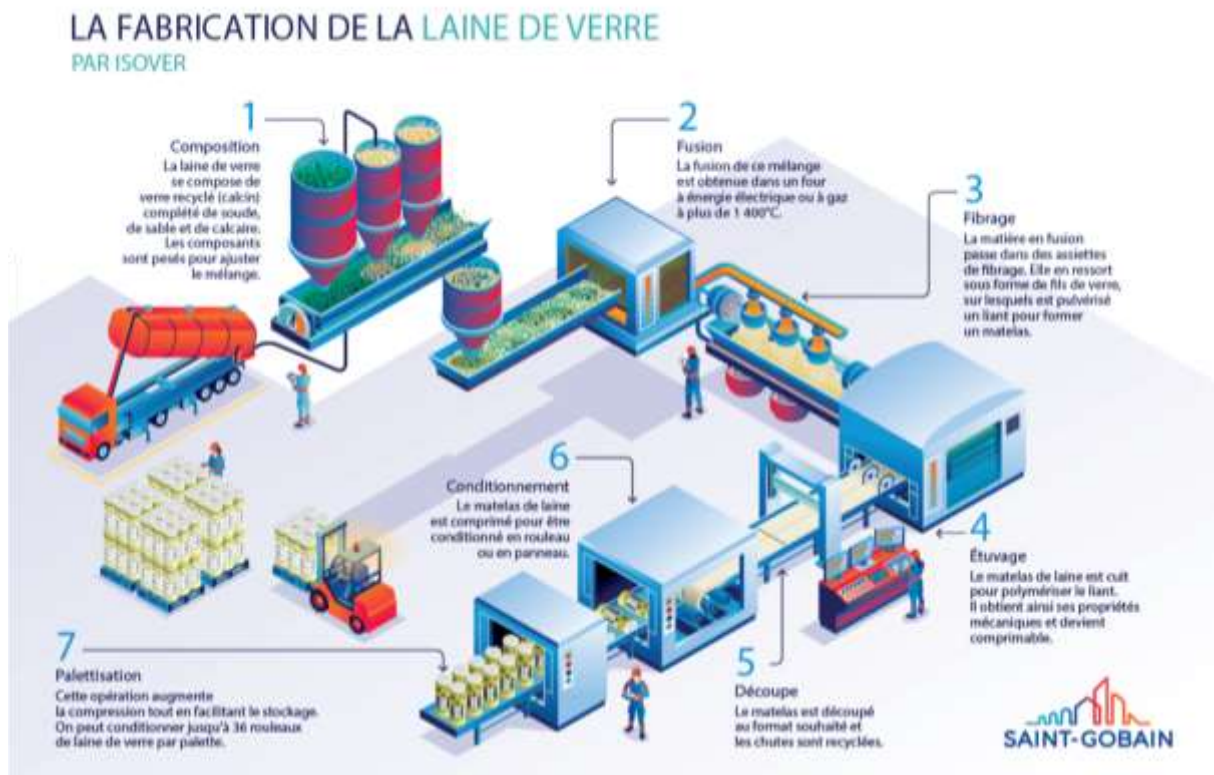 LA FABRICATION DE LA LAINE DE VERRE
PAR ISOVER
1
Composition
La laine de verre
se compose de
verre recyclé (calcin)
complété de soude,
de sable et de calcaire.
Les composants
sont pesés pour ajuster
le mélange.
2
Fusion
La fusion de ce mélange
est obtenue dans un four
à énergie électrique ou à gaz
à plus de 1 400°C.
3
Fibrage
La matière en fusion
passe dans des assiettes
de fibrage. Elle en ressort
sous forme de fils de verre,
sur lesquels est pulvérisé
un liant pour former
un matelas.
4
Étuvage
Le matelas de laine est cuit
pour polymériser le liant.
Il obtient ainsi ses propriétés
mécaniques et devient
comprimable.
5
Découpe
Le matelas est découpé
au format souhaité et
les chutes sont recyclées.
6
Conditionnement
Le matelas de laine
est comprimé pour être
conditionné en rouleau
ou en panneau.
7
Palettisation
Cette opération augmente
la compression tout en facilitant le stockage.
On peut conditionner jusqu'à 36 rouleaux
de laine de verre par palette.
SAINT-GOBAIN